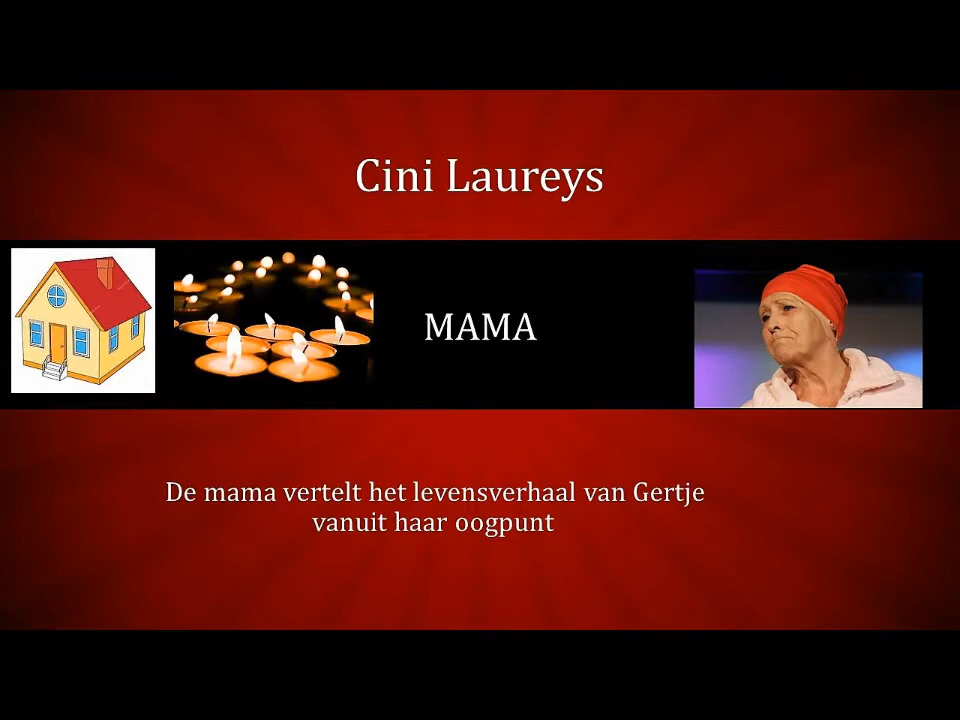 Cini Laureys
MAMA
De mama vertelt het levensverhaal van Gertje
vanuit haar oogpunt